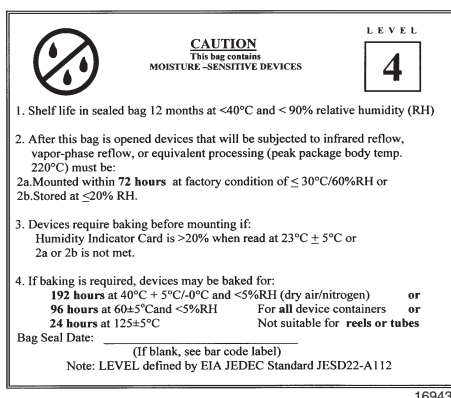 LEVEL
4
CAUTION
This bag contains
MOISTURE –SENSITIVE DEVICES
1. Shelf life in sealed bag 12 months at <40°C and < 90% relative humidity (RH)
2. After this bag is opened devices that will be subjected to infrared reflow,
vapor-phase reflow, or equivalent processing (peak package body temp.
220°C) must be:
2a.Mounted within 72 hours at factory condition of ≤ 30°C/60%RH or
2b.Stored at ≤20% RH.
3. Devices require baking before mounting if:
Humidity Indicator Card is >20% when read at 23°C ± 5°C or
2a or 2b is not met.
4. If baking is required, devices may be baked for:
192 hours at 40°C + 5°C/-0°C and <5%RH (dry air/nitrogen) or
96 hours at 60±5°Cand <5%RH For all device containers or
24 hours at 125±5°C Not suitable for reels or tubes
Bag Seal Date:
(If blank, see bar code label)
Note: LEVEL defined by EIA JEDEC Standard JESD22-A112
16943